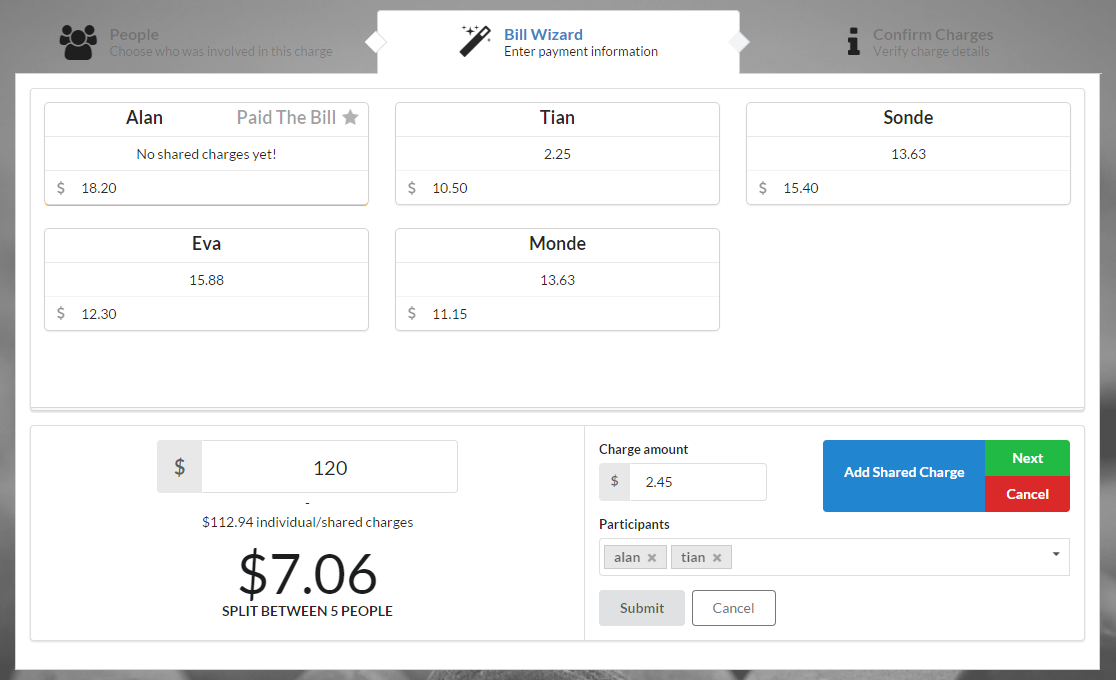 People
Choose who was involved in this charge
Bill Wizard
Enter payment information
Confirm Charges
Verify charge details
Alan Paid The Bill
No shared charges yet!
$ 18.20
Tian
2.25
$ 10.50
Sonde
13.63
$ 15.40
Eva
15.88
$ 12.30
Monde
13.63
$ 11.15
$ 120
-
$112.94 individual/shared charges
$7.06
SPLIT BETWEEN 5 PEOPLE
Charge amount
$ 2.45
Add Shared Charge
Next
Cancel
Participants
alan tian
Submit Cancel